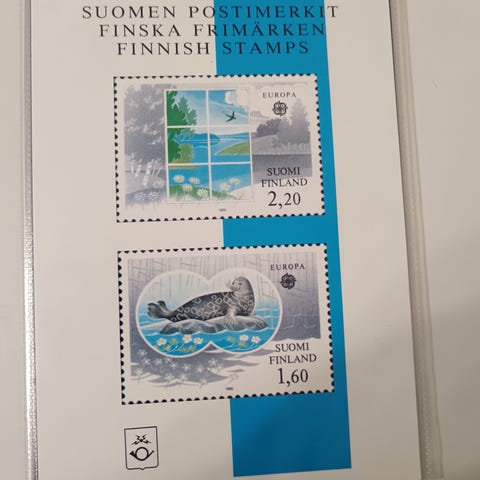 SUOMEN POSTIMERKIT
FINSKA FRIMÄRKEN
FINNISH STAMPS
EUROPA
SUOMI
FINLAND
2,20
EUROPA
SUOMI
FINLAND
1,60